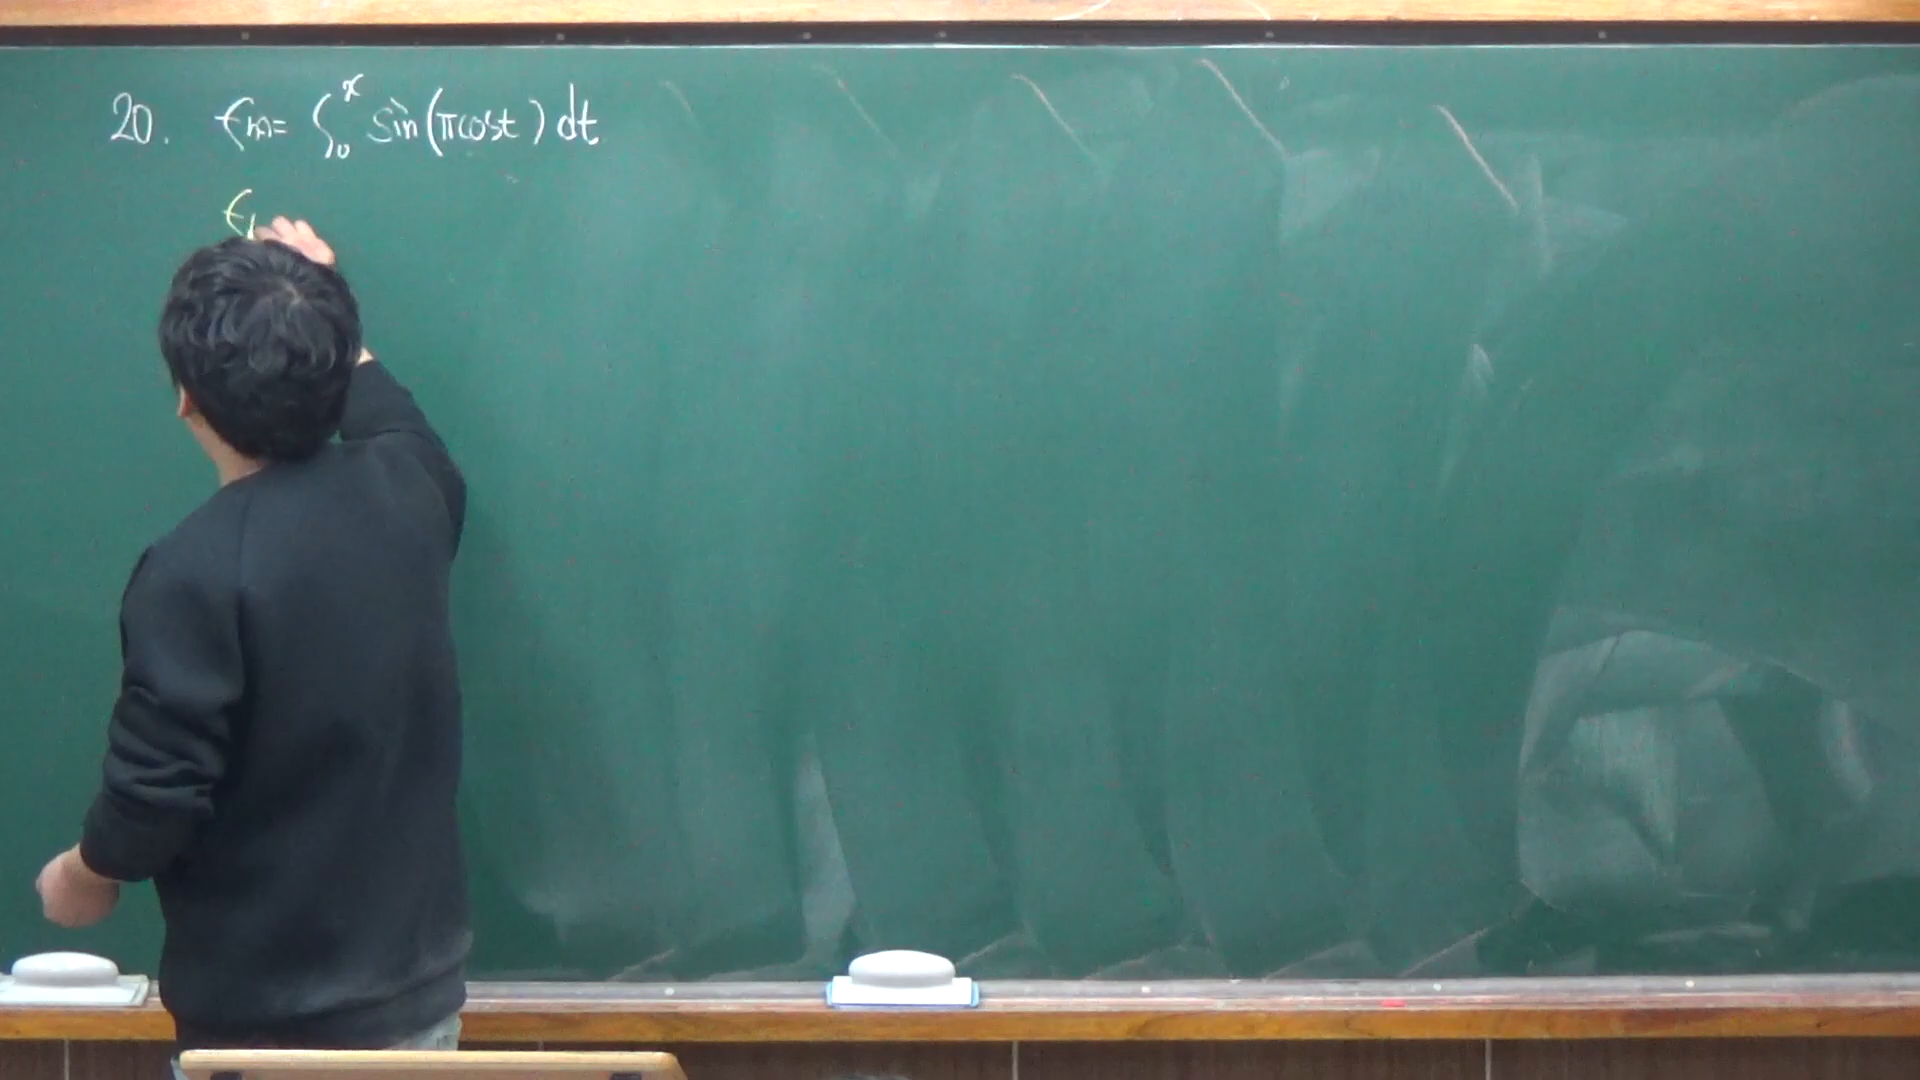 20. f(x)= ∫₀ˣ sin(πcost) dt
f(